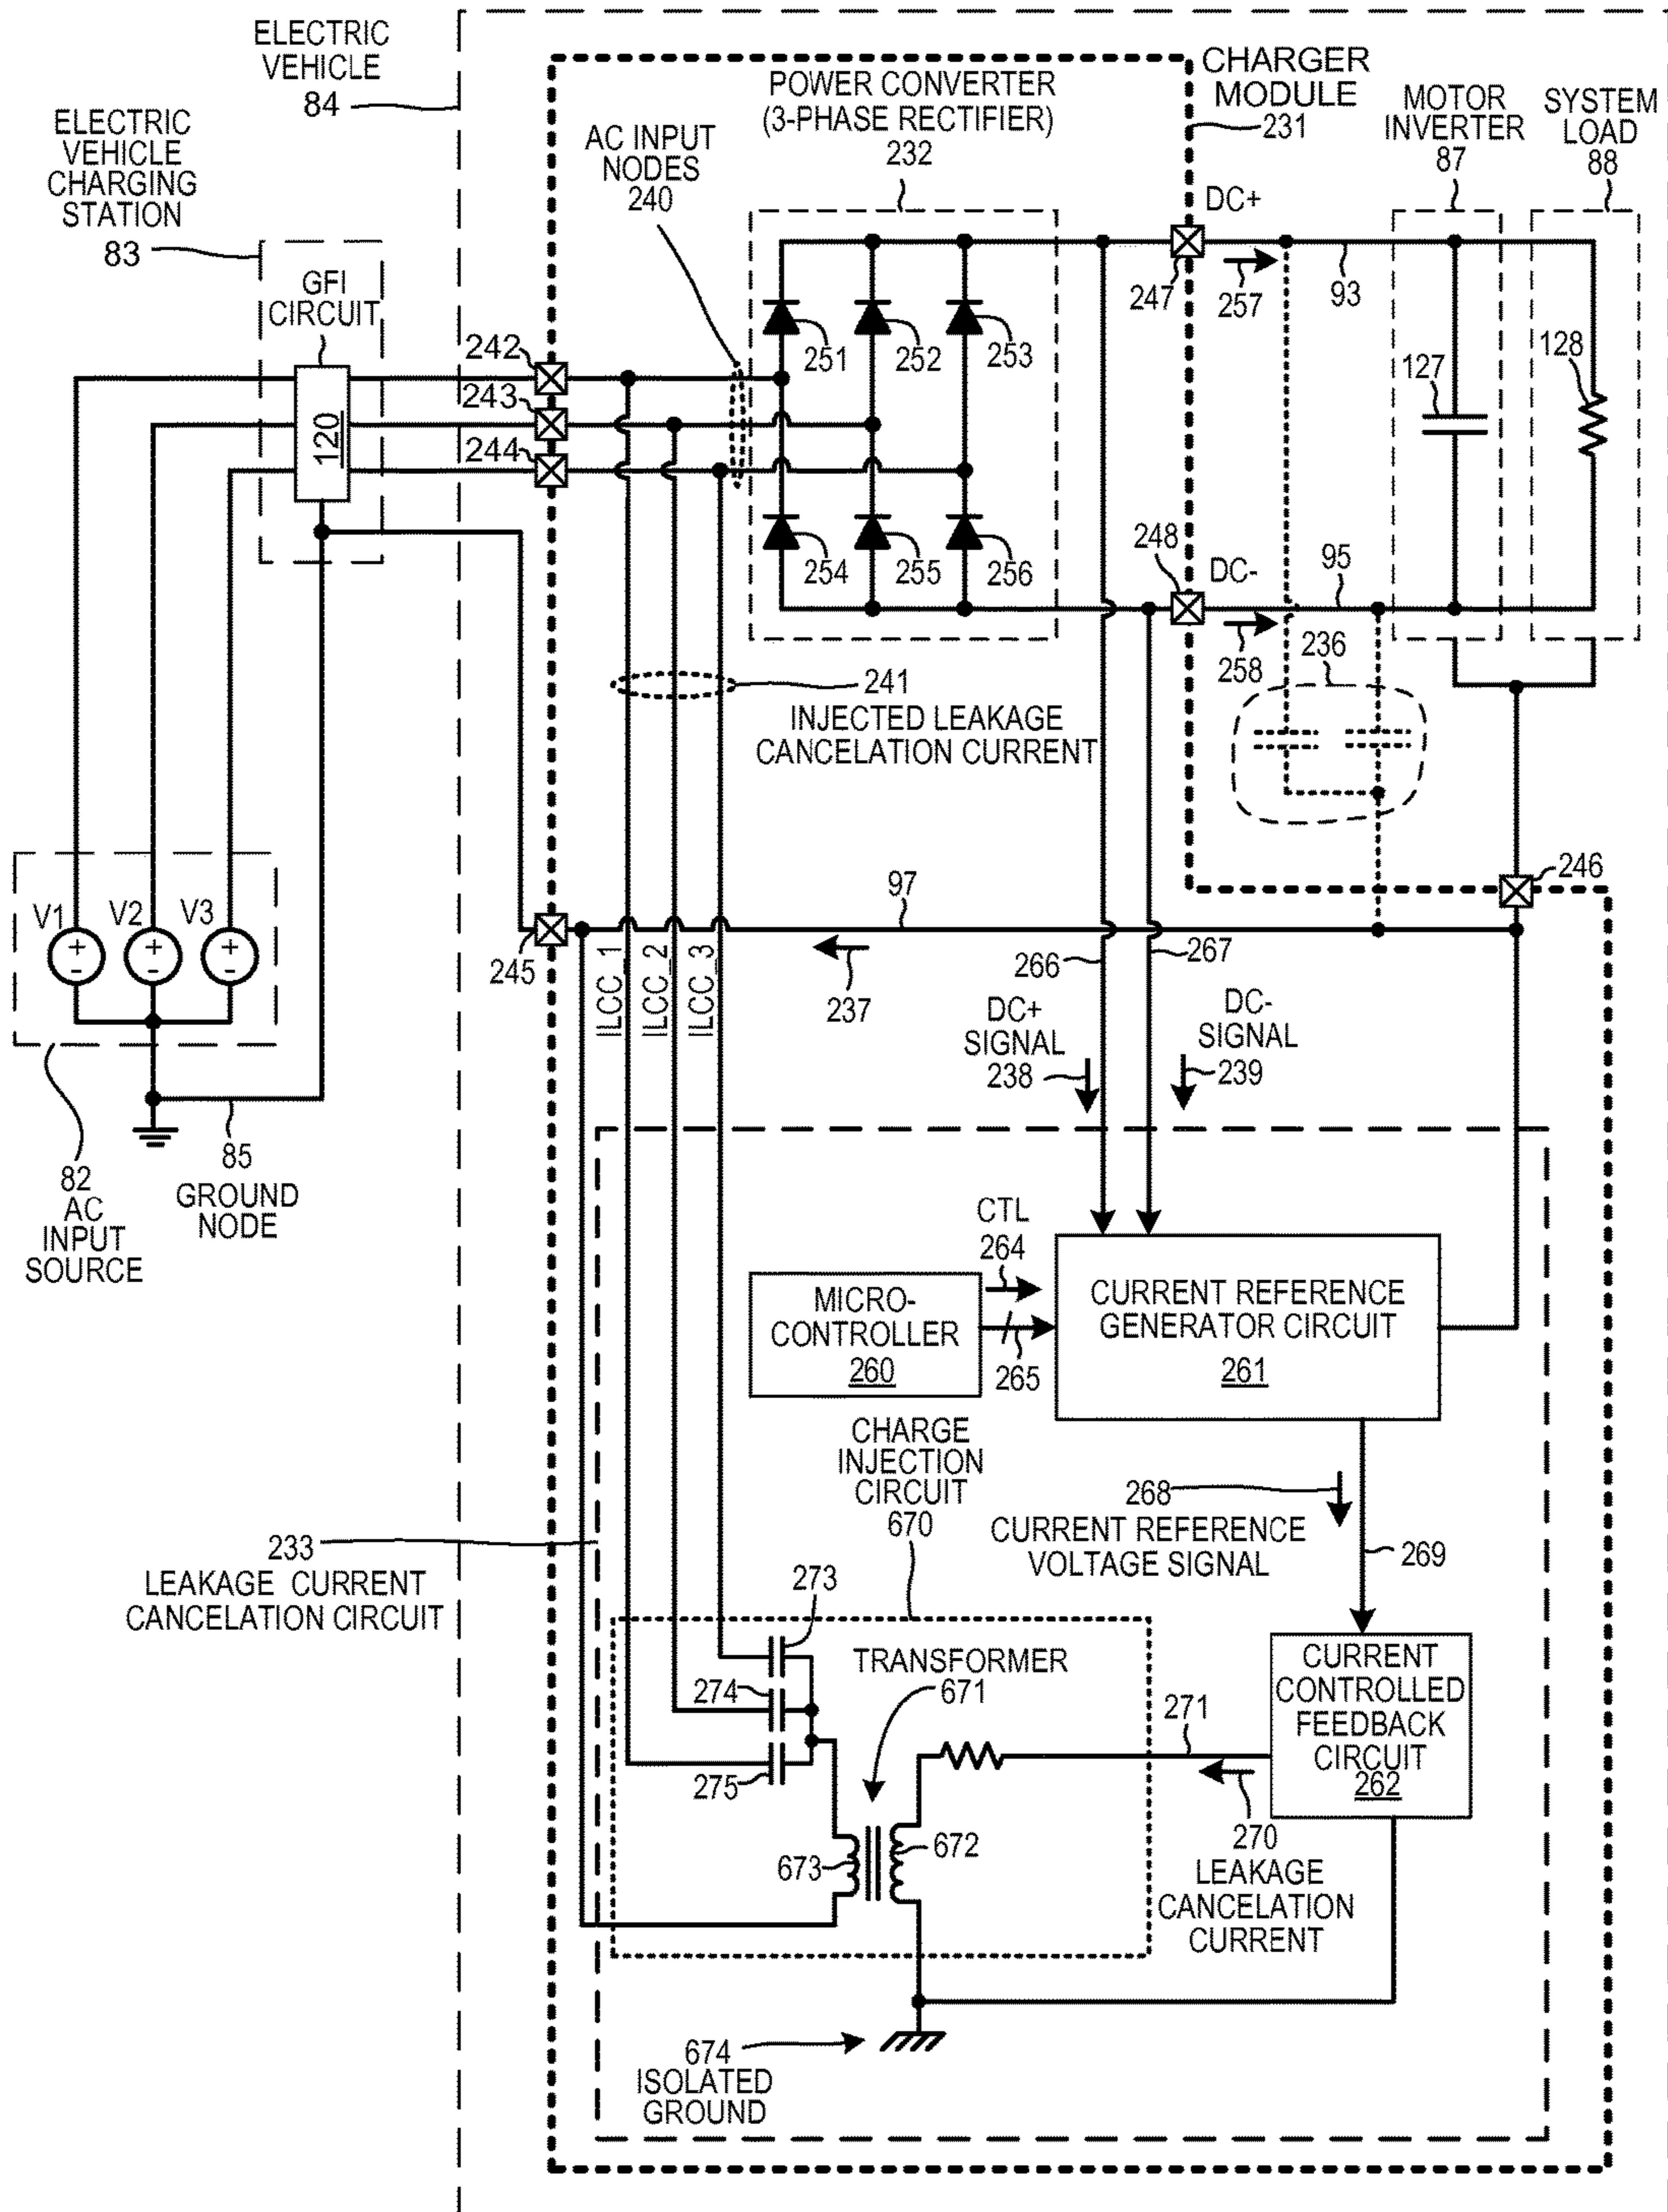 ELECTRIC
VEHICLE
84
ELECTRIC
VEHICLE
CHARGING
STATION
83
GFI
CIRCUIT
120
CHARGER
MODULE
231
POWER CONVERTER
(3-PHASE RECTIFIER)
232
AC INPUT
NODES
240
MOTOR
INVERTER
87
SYSTEM
LOAD
88
DC+
247
257
93
242
243
244
251
252
253
127
128
254
255
256
248
DC-
95
258
236
241
INJECTED LEAKAGE
CANCELATION CURRENT
V1
V2
V3
+
-
+
-
+
-
245
97
246
237
ILCC_1
ILCC_2
ILCC_3
266
267
DC+
SIGNAL
238
DC-
SIGNAL
239
82
AC
INPUT
SOURCE
85
GROUND
NODE
CTL
264
265
MICRO-
CONTROLLER
260
CURRENT REFERENCE
GENERATOR CIRCUIT
261
CHARGE
INJECTION
CIRCUIT
670
268
CURRENT REFERENCE
VOLTAGE SIGNAL
269
233
LEAKAGE CURRENT
CANCELATION CIRCUIT
273
274
275
TRANSFORMER
671
271
CURRENT
CONTROLLED
FEEDBACK
CIRCUIT
262
673
672
270
LEAKAGE
CANCELATION
CURRENT
674
ISOLATED
GROUND